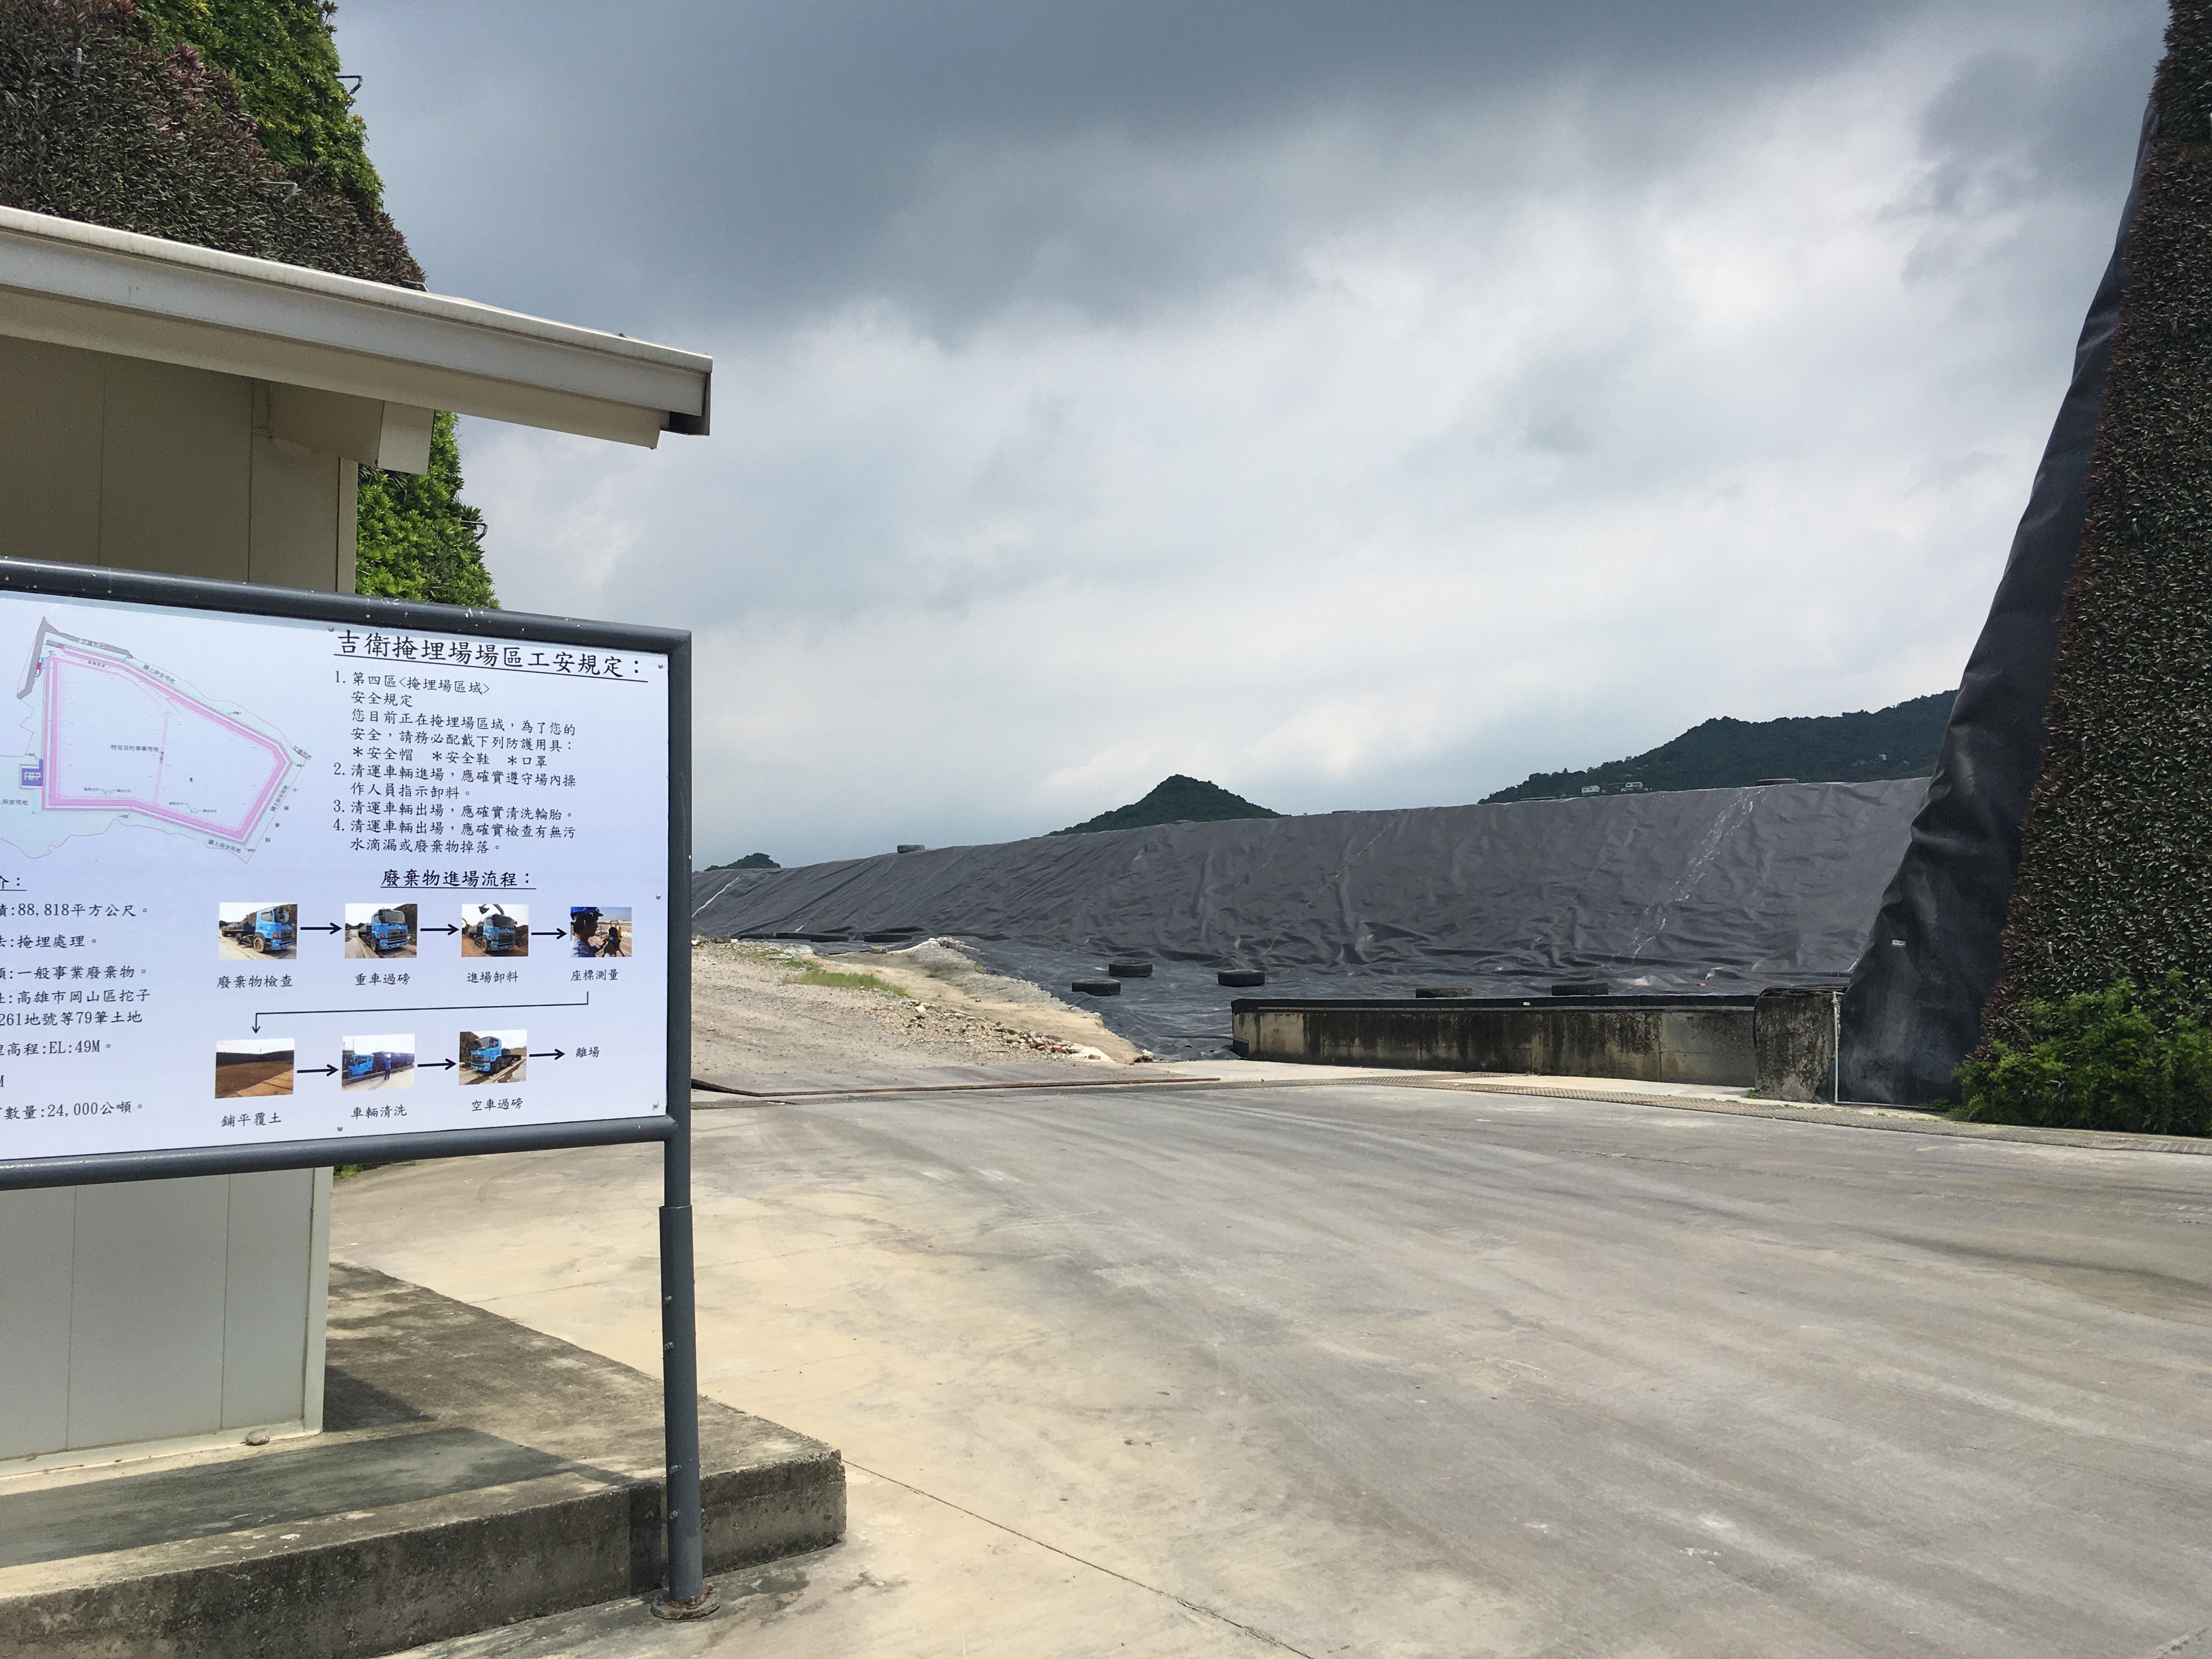 吉衛掩埋場場區工安規定：
1. 第四區<掩埋場區域>
安全規定
您目前正在掩埋場區域，為了您的
安全，請務必配戴下列防護用具：
＊安全帽 ＊安全鞋 ＊口罩
2. 清運車輛進場，應確實遵守場內操
作人員指示卸料。
3. 清運車輛出場，應確實清洗輪胎。
4. 清運車輛出場，應確實檢查有無污
水滴漏或廢棄物掉落。
特定目的事業用地
介：
積:88,818平方公尺。
法:掩埋處理。
類:一般事業廢棄物。
址:高雄市岡山區挖子
261地號等79筆土地
埋高程:EL:49M。
M
數量:24,000公噸。
廢棄物進場流程：
廢棄物檢查
重車過磅
進場卸料
座標測量
鋪平覆土
車輛清洗
空車過磅
離場